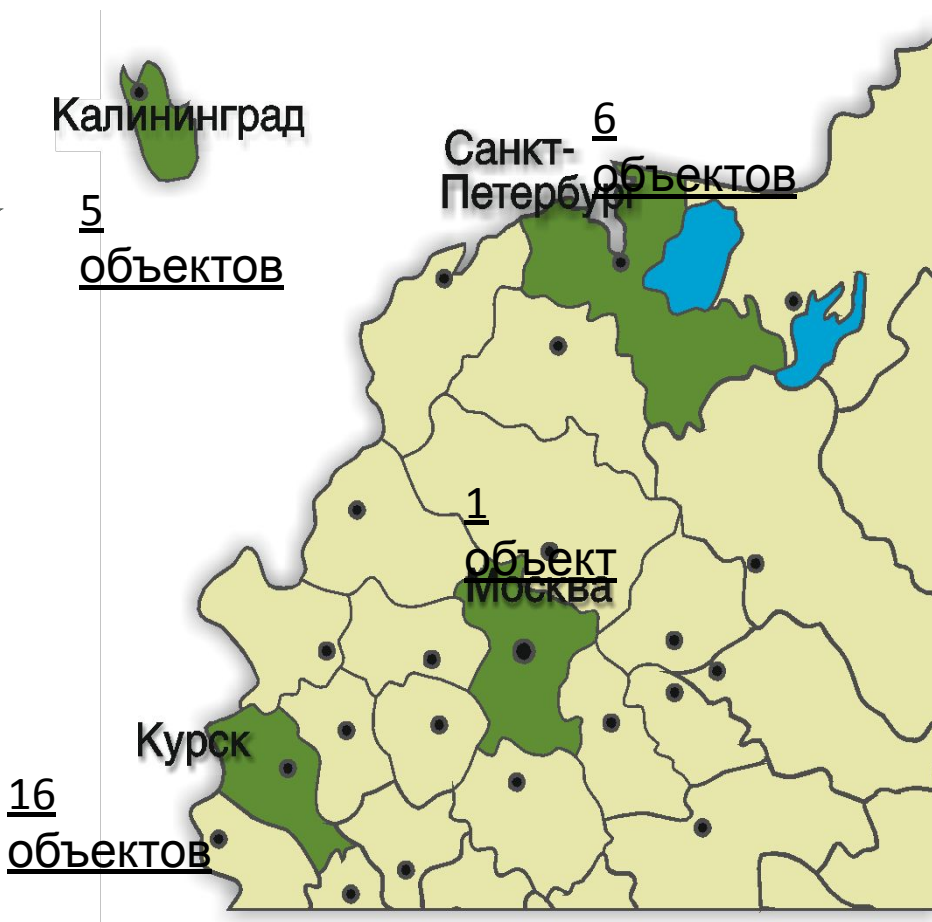 Калининград
5
объектов
Санкт-
Петербург
6
объектов
1
объект
Москва
Курск
16
объектов